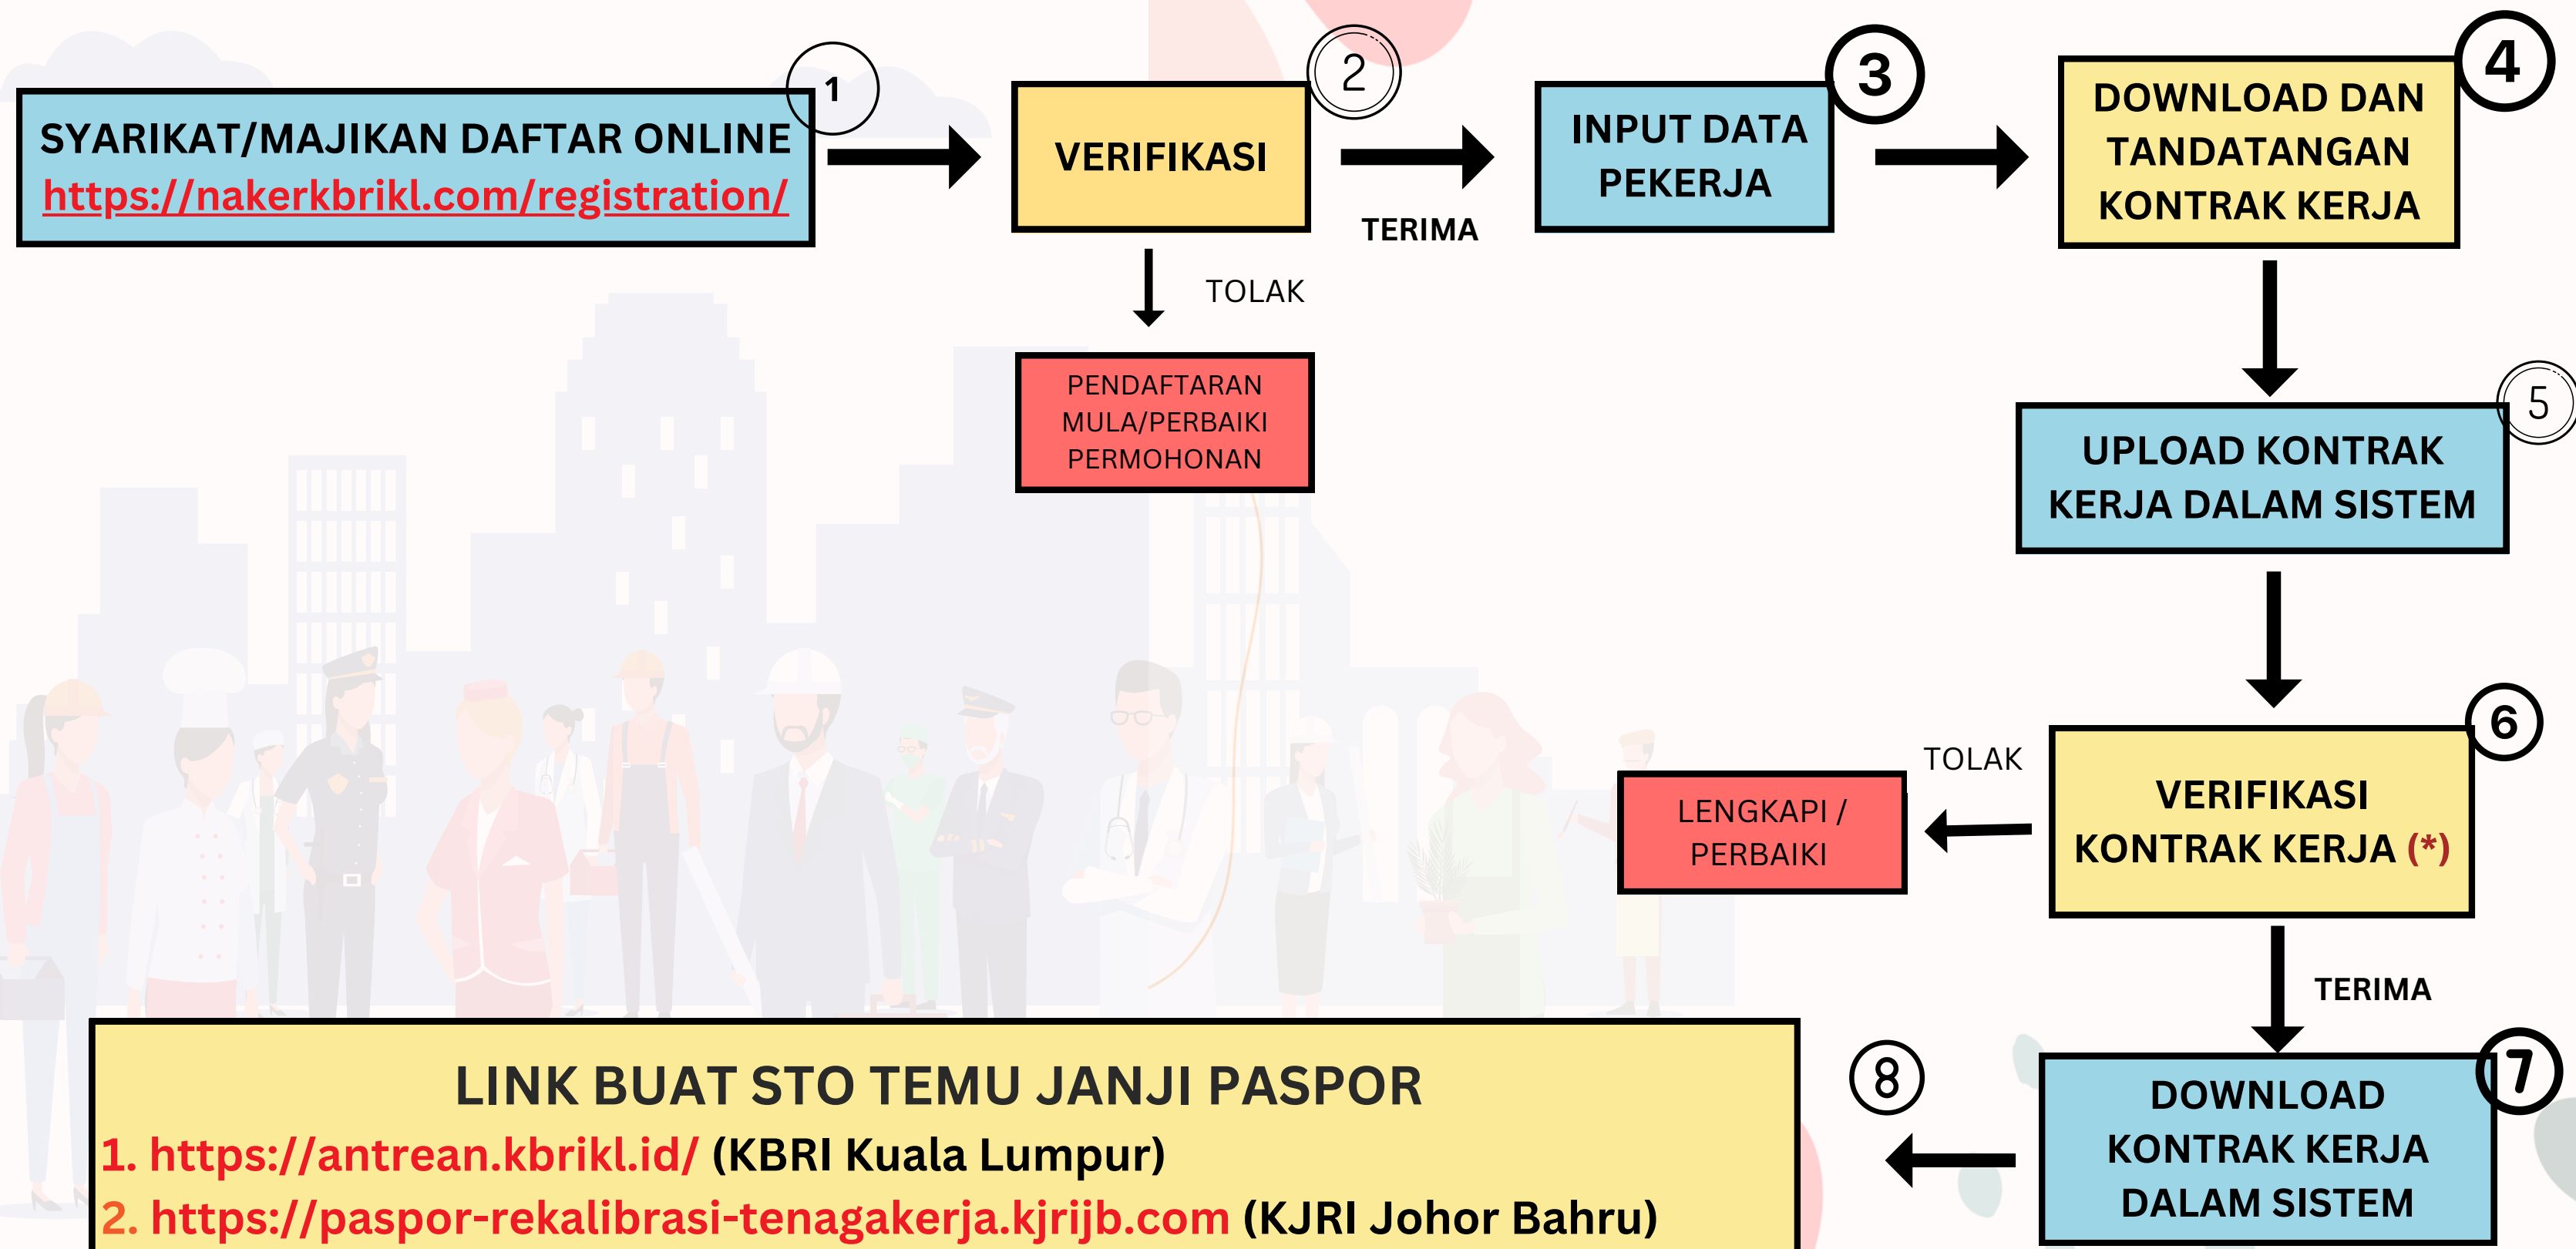 1
SYARIKAT/MAJIKAN DAFTAR ONLINE
https://nakerkbrikl.com/registration/
2
VERIFIKASI
TERIMA
TOLAK
PENDAFTARAN
MULA/PERBAIKI
PERMOHONAN
3
INPUT DATA
PEKERJA
4
DOWNLOAD DAN
TANDATANGAN
KONTRAK KERJA
5
UPLOAD KONTRAK
KERJA DALAM SISTEM
6
VERIFIKASI
KONTRAK KERJA (*)
TOLAK
LENGKAPI /
PERBAIKI
TERIMA
7
DOWNLOAD
KONTRAK KERJA
DALAM SISTEM
8
LINK BUAT STO TEMU JANJI PASPOR
1. https://antrean.kbrikl.id/ (KBRI Kuala Lumpur)
2. https://paspor-rekalibrasi-tenagakerja.kjrijb.com (KJRI Johor Bahru)